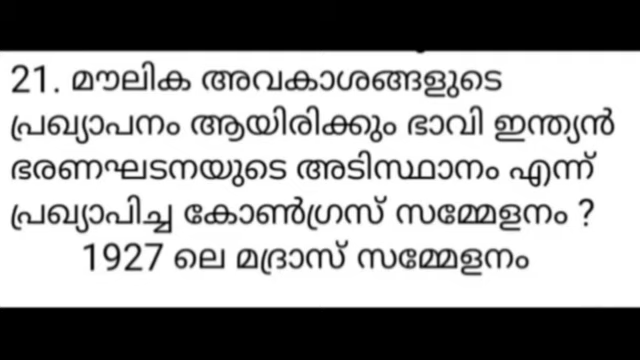 21. മൗലിക അവകാശങ്ങളുടെ
പ്രഖ്യാപനം ആയിരിക്കും ഭാവി ഇന്ത്യൻ
ഭരണഘടനയുടെ അടിസ്ഥാനം എന്ന്
പ്രഖ്യാപിച്ച കോൺഗ്രസ് സമ്മേളനം ?
1927 ലെ മദ്രാസ് സമ്മേളനം